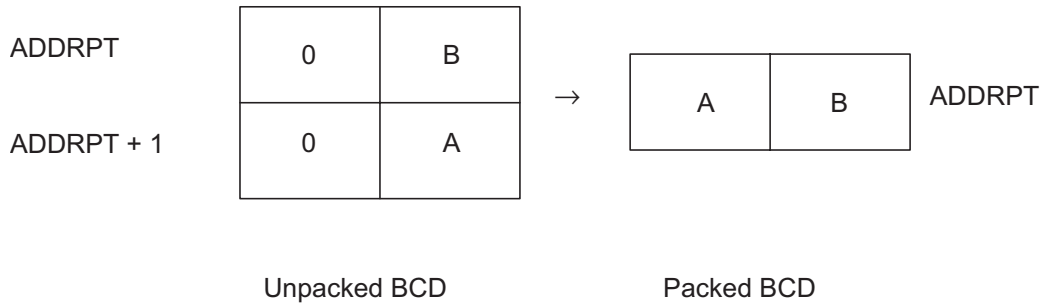 ADDRPT 0 B
→ A B ADDRPT
ADDRPT + 1 0 A
Unpacked BCD Packed BCD